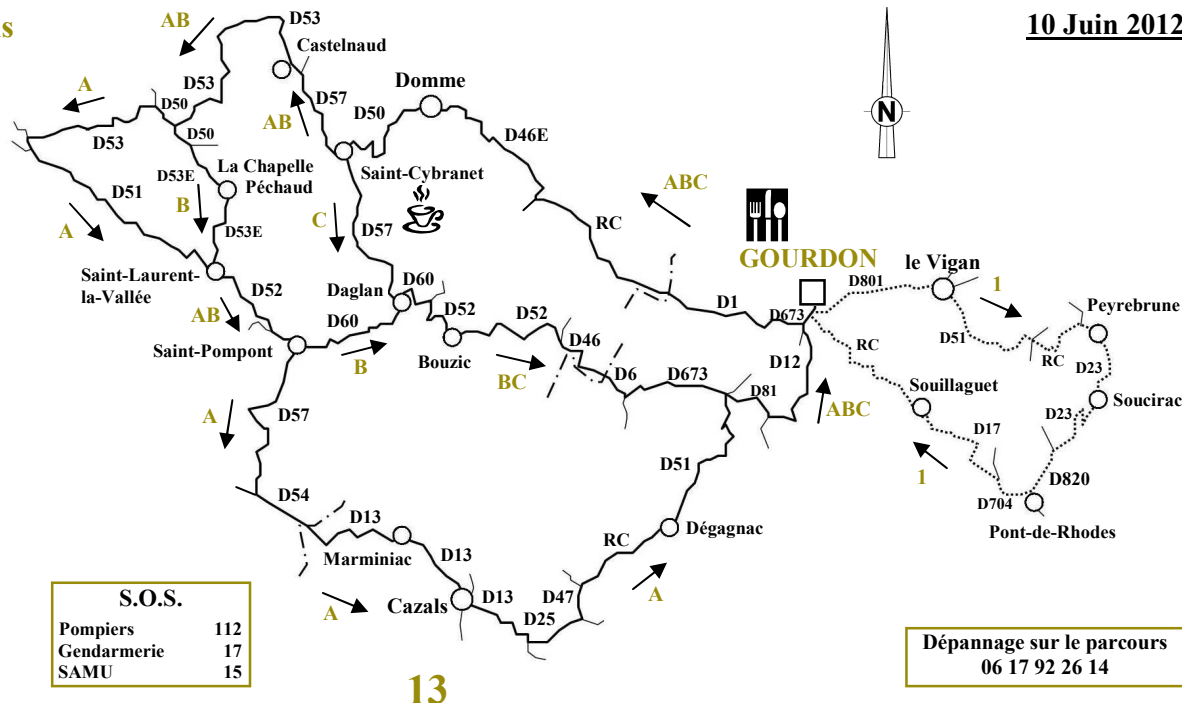 s
10 Juin 2012
AB
D53
Castelnaud
Domme
A
D50
D53
D57
D50
AB
D46E
D53
D50
La Chapelle
Péchaud
D53E
Saint-Cybranet
ABC
D51
B
C
D57
RC
A
D53E
N
GOURDON
le Vigan
D801
1
Peyrebrune
Saint-Laurent-
la-Vallée
D52
Daglan
D60
D1
D673
D51
RC
AB
D60
D52
D52
D46
D12
RC
D23
Saint-Pompont
B
Bouzic
BC
D6
D673
D81
ABC
Souillaguet
Soucirac
A
D57
D23
D17
D51
1
D820
D54
D704
Pont-de-Rhodes
D13
Marminiac
D13
RC
Dégagnac
A
Cazals
D13
D47
D25
A
S.O.S.
Pompiers 112
Gendarmerie 17
SAMU 15
Dépannage sur le parcours
06 17 92 26 14
13